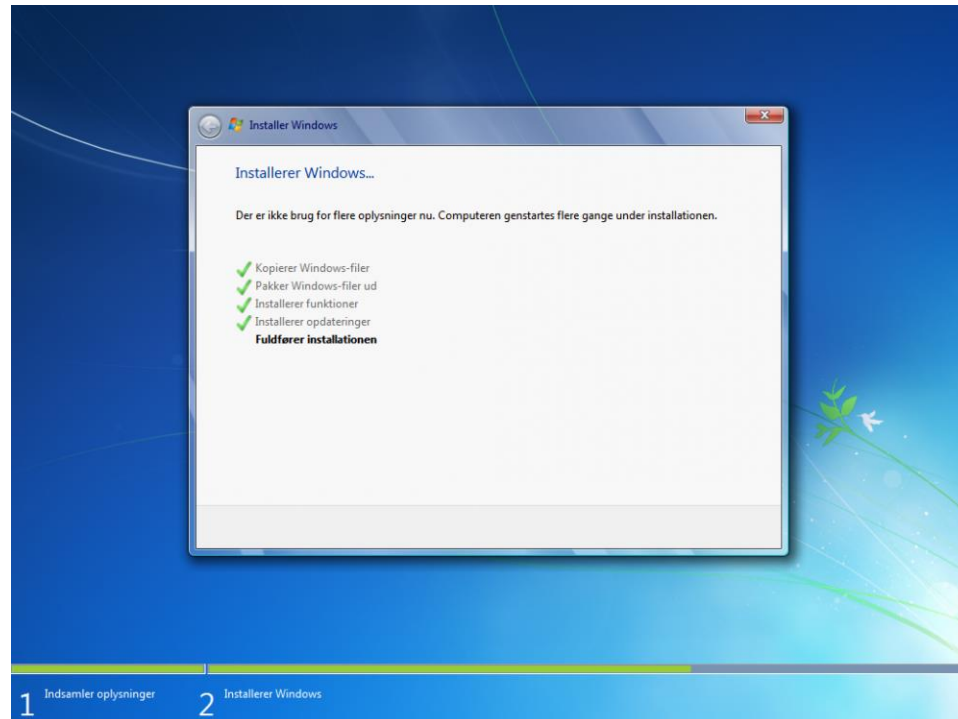 Installer Windows
Installerer Windows...
Der er ikke brug for flere oplysninger nu. Computeren genstartes flere gange under installationen.
Kopierer Windows-filer
Pakker Windows-filer ud
Installerer funktioner
Installerer opdateringer
Fuldfører installationen
1 Indsamler oplysninger
2 Installerer Windows